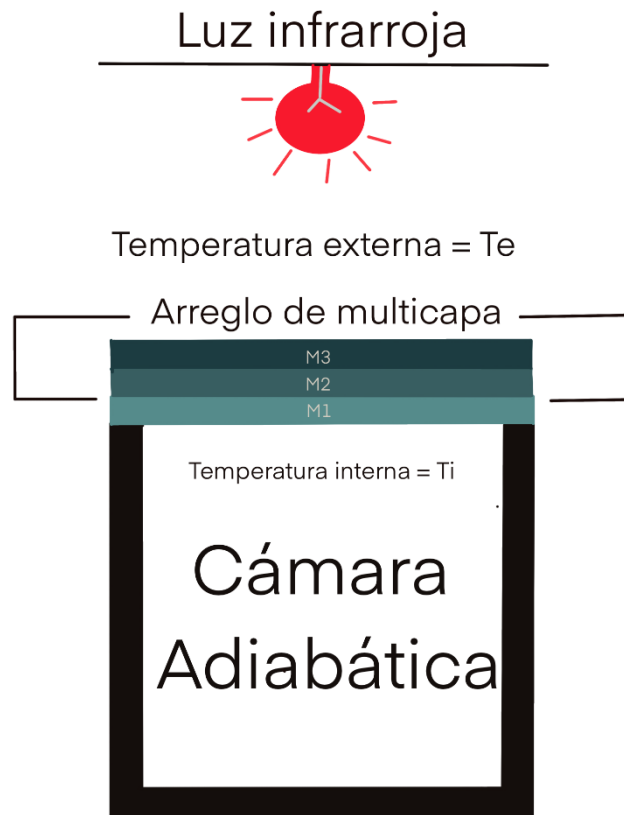 Luz infrarroja
Temperatura externa = Te
Arreglo de multicapa
M3
M2
M1
Temperatura interna = Ti
Cámara
Adiabática